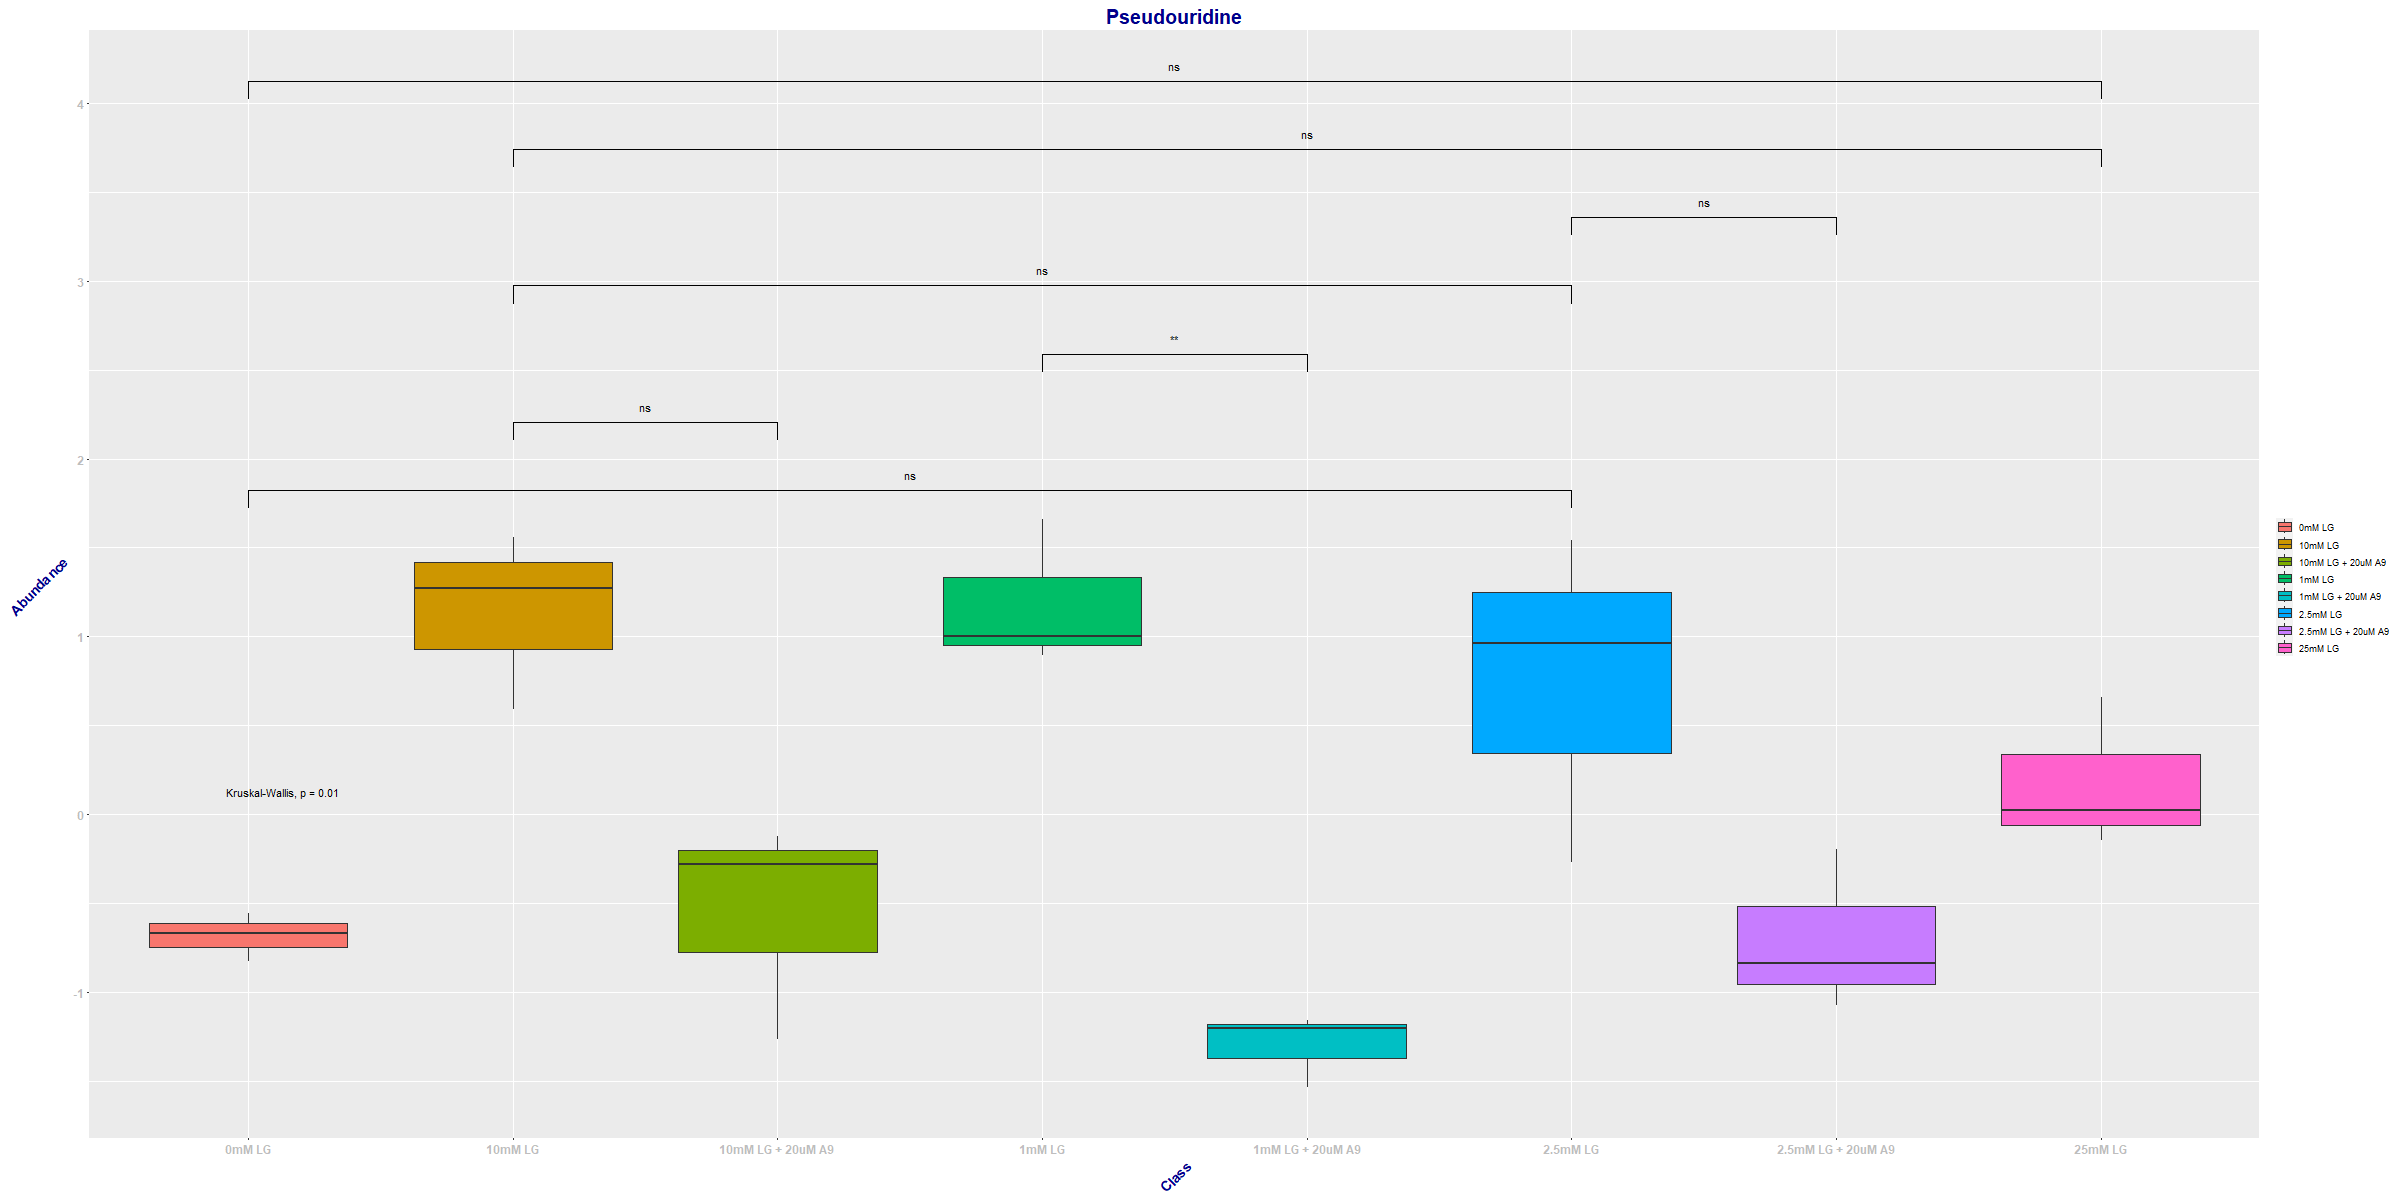 Pseudouridine
ns
4
ns
ns
3
ns
**
ns
2
ns
1
Abundance
Kruskal-Wallis, p = 0.01
0
-1
0mM LG
10mM LG
10mM LG + 20uM A9
1mM LG
1mM LG + 20uM A9
2.5mM LG
2.5mM LG + 20uM A9
25mM LG
Class
0mM LG
10mM LG
10mM LG + 20uM A9
1mM LG
1mM LG + 20uM A9
2.5mM LG
2.5mM LG + 20uM A9
25mM LG